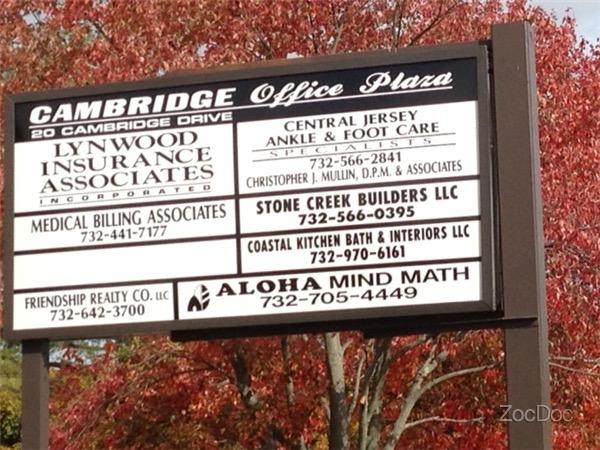 CAMBRIDGE Office Plaza
20 CAMBRIDGE DRIVE
LYNWOOD
INSURANCE
ASSOCIATES
INCORPORATED
CENTRAL JERSEY
ANKLE & FOOT CARE
SPECIALISTS
732-566-2841
CHRISTOPHER J. MULLIN, D.P.M. & ASSOCIATES
MEDICAL BILLING ASSOCIATES
732-441-7177
STONE CREEK BUILDERS LLC
732-566-0395
COASTAL KITCHEN BATH & INTERIORS LLC
732-970-6161
FRIENDSHIP REALTY CO. LLC
732-642-3700
ALOHA MIND MATH
732-705-4449
ZocDoc